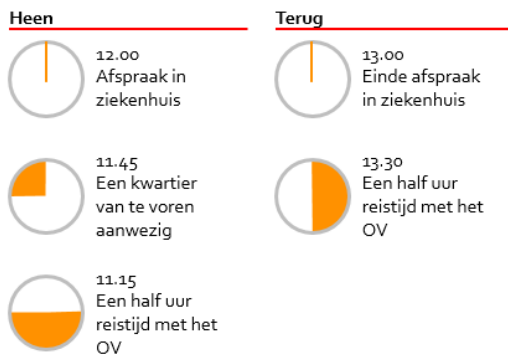 Heen
12.00
Afspraak in
ziekenhuis
11.45
Een kwartier
van te voren
aanwezig
11.15
Een half uur
reistijd met het
OV
Terug
13.00
Einde afspraak
in ziekenhuis
13.30
Een half uur
reistijd met het
OV